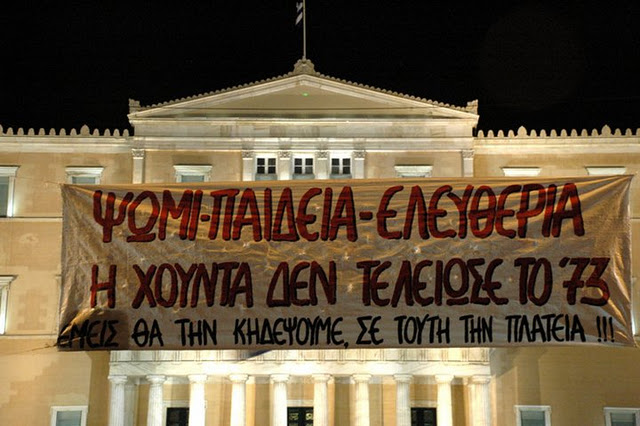 ΨΩΜΙ-ΠΑΙΔΕΙΑ-ΕΛΕΥΘΕΡΙΑ
Η ΧΟΥΝΤΑ ΔΕΝ ΤΕΛΕΙΩΣΕ ΤΟ '73
ΕΜΕΙΣ ΘΑ ΤΗΝ ΚΗΔΕΨΟΥΜΕ, ΣΕ ΤΟΥΤΗ ΤΗΝ ΠΛΑΤΕΙΑ !!!